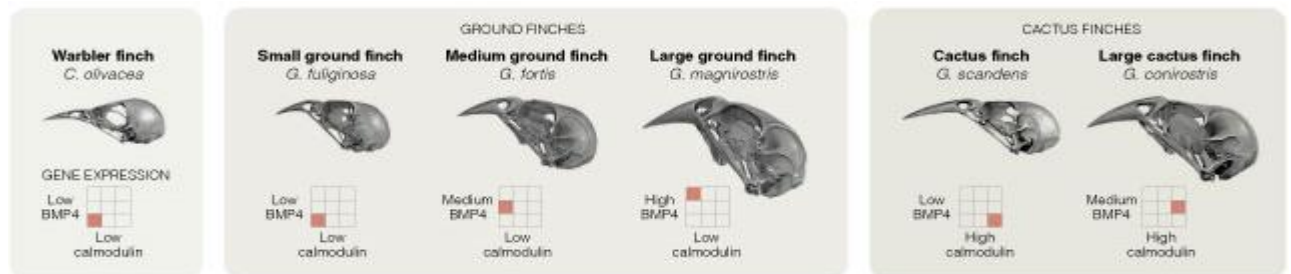 GROUND FINCHES
CACTUS FINCHES
Warbler finch
C. olivacea
Small ground finch
G. fuliginosa
Medium ground finch
G. fortis
Large ground finch
G. magnirostris
Cactus finch
G. scandens
Large cactus finch
G. conirostris
GENE EXPRESSION
Low
BMP4
Low
calmodulin
Low
BMP4
Low
calmodulin
Medium
BMP4
Low
calmodulin
High
BMP4
Low
calmodulin
Low
BMP4
High
calmodulin
Medium
BMP4
High
calmodulin